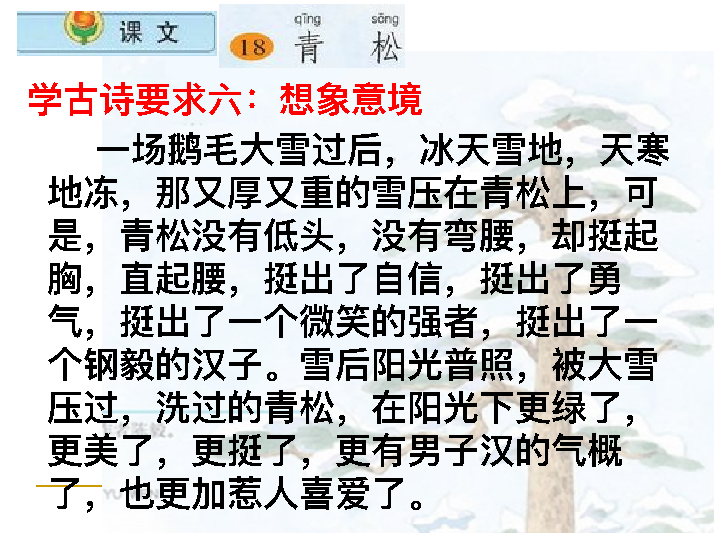 课 文
qīng sōng
18 青 松
学古诗要求六：想象意境
一场鹅毛大雪过后，冰天雪地，天寒
地冻，那又厚又重的雪压在青松上，可
是，青松没有低头，没有弯腰，却挺起
胸，直起腰，挺出了自信，挺出了勇
气，挺出了一个微笑的强者，挺出了一
个钢毅的汉子。雪后阳光普照，被大雪
压过，洗过的青松，在阳光下更绿了，
更美了，更挺了，更有男子汉的气概
了，也更加惹人喜爱了。